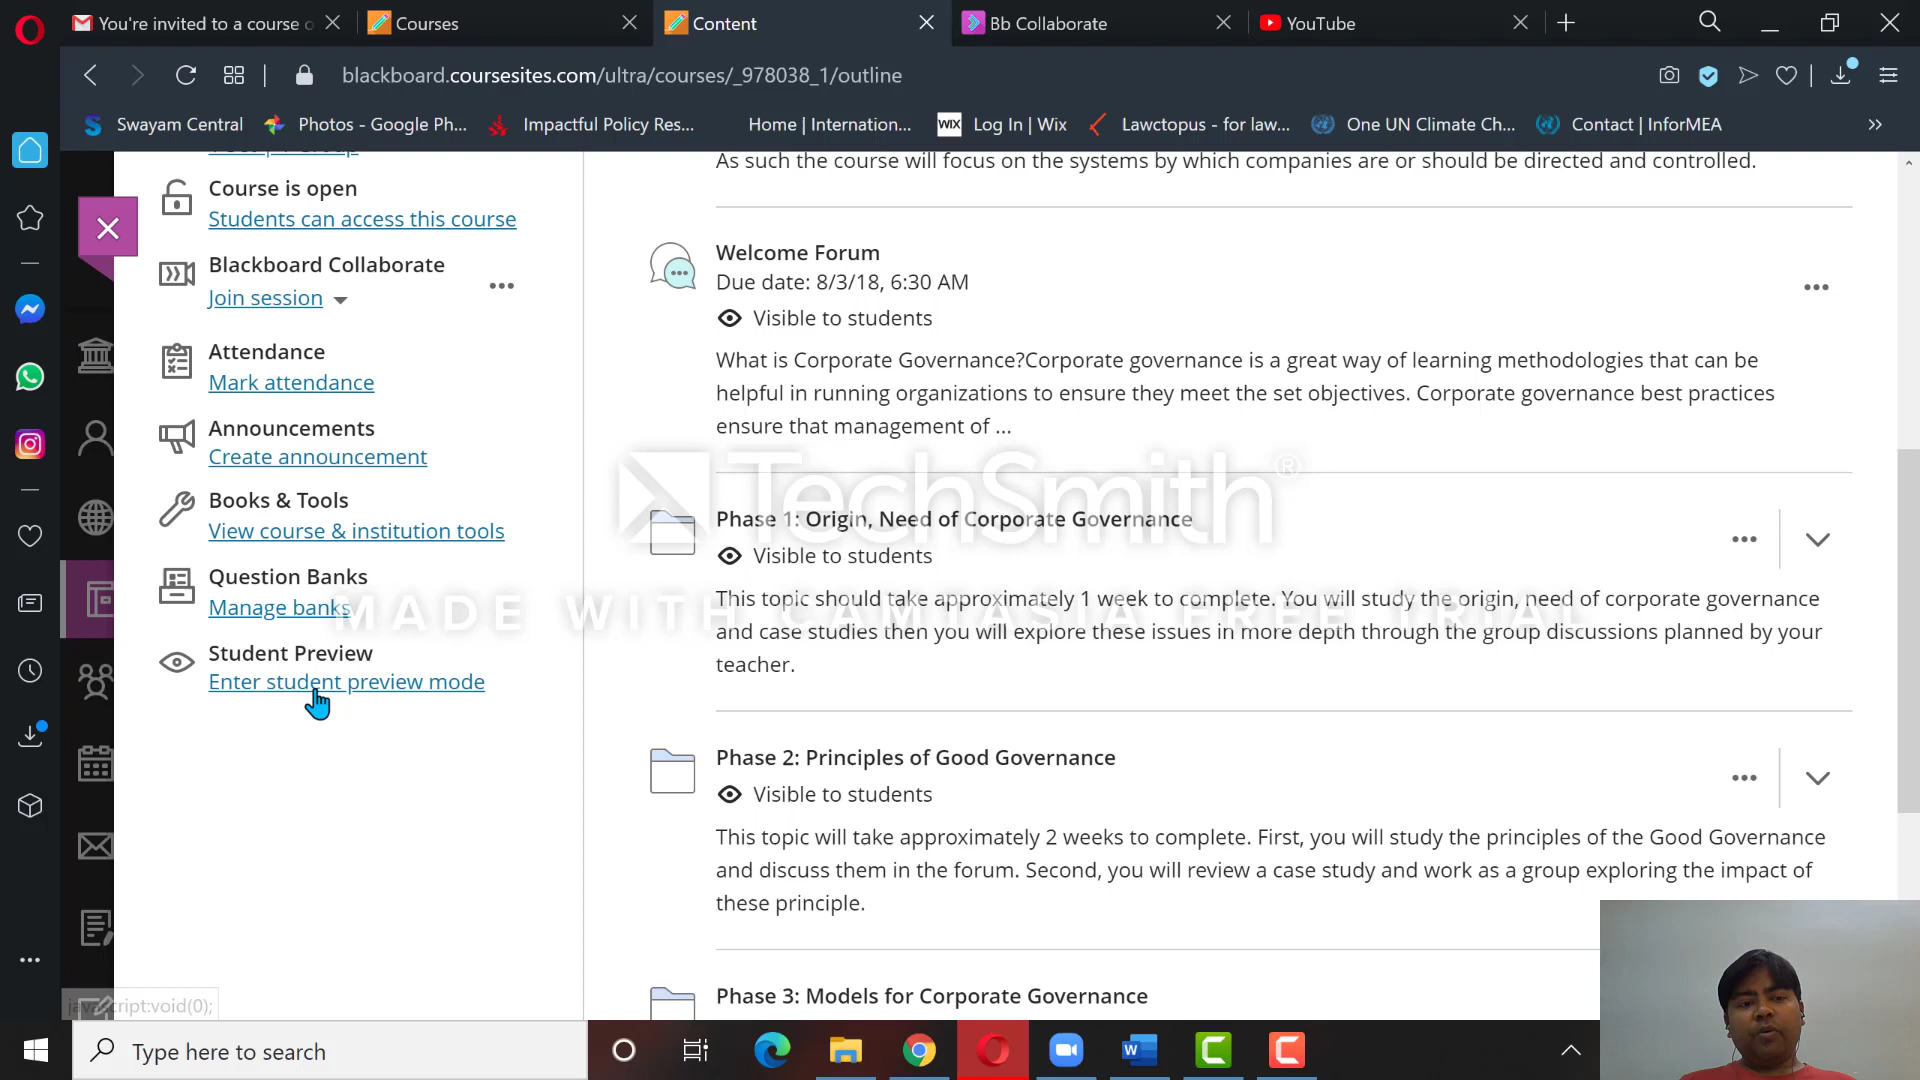 You're invited to a course o
Courses
Content
Bb Collaborate
YouTube
blackboard.coursesites.com/ultra/courses/_978038_1/outline
Swayam Central
Photos - Google Ph...
Impactful Policy Res...
Home | Internation...
WIX
Log In | Wix
Lawctopus - for law...
One UN Climate Ch...
Contact | InforMEA
Course is open
Students can access this course
Blackboard Collaborate
Join session
Attendance
Mark attendance
Announcements
Create announcement
Books & Tools
View course & institution tools
Question Banks
Manage banks
Student Preview
Enter student preview mode
As such the course will focus on the systems by which companies are or should be directed and controlled.
Welcome Forum
Due date: 8/3/18, 6:30 AM
Visible to students
What is Corporate Governance?Corporate governance is a great way of learning methodologies that can be
helpful in running organizations to ensure they meet the set objectives. Corporate governance best practices
ensure that management of ...
Phase 1: Origin, Need of Corporate Governance
Visible to students
This topic should take approximately 1 week to complete. You will study the origin, need of corporate governance
and case studies then you will explore these issues in more depth through the group discussions planned by your
teacher.
Phase 2: Principles of Good Governance
Visible to students
This topic will take approximately 2 weeks to complete. First, you will study the principles of the Good Governance
and discuss them in the forum. Second, you will review a case study and work as a group exploring the impact of
these principle.
Phase 3: Models for Corporate Governance
TechSmith®
MADE WITH CAMTASIA FREE TRIAL
javascript:void(0);
Type here to search